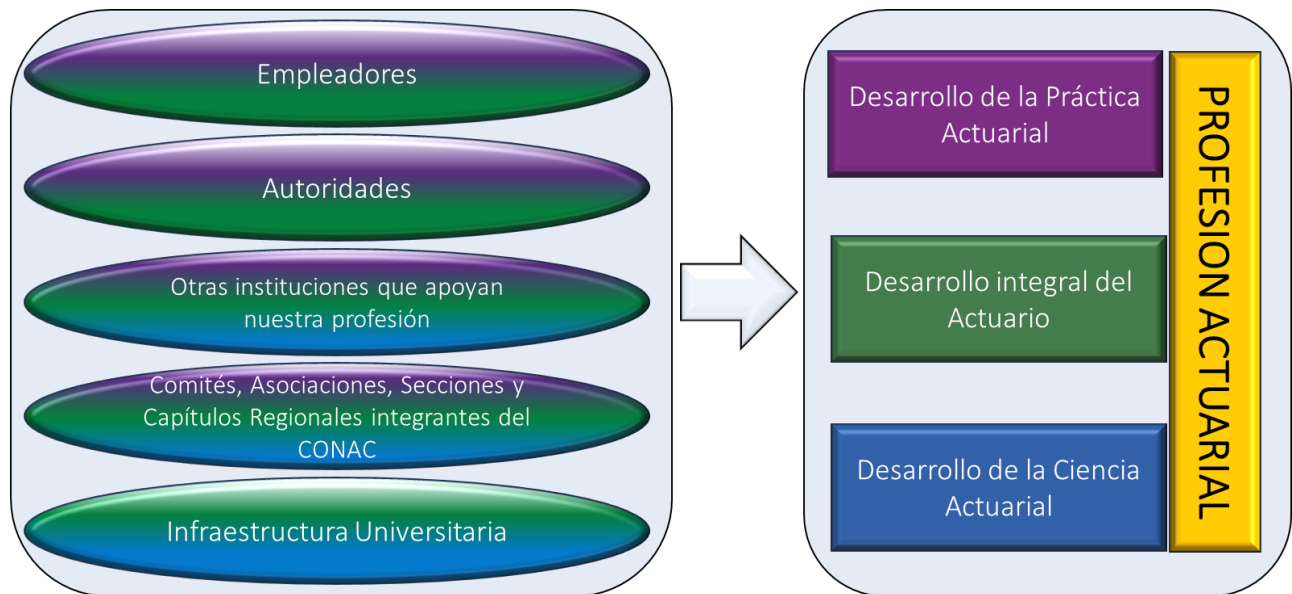 Empleadores
Autoridades
Otras instituciones que apoyan
nuestra profesión
Comités, Asociaciones, Secciones y
Capítulos Regionales integrantes del
CONAC
Infraestructura Universitaria
Desarrollo de la Práctica
Actuarial
Desarrollo integral del
Actuario
Desarrollo de la Ciencia
Actuarial
PROFESION ACTUARIAL